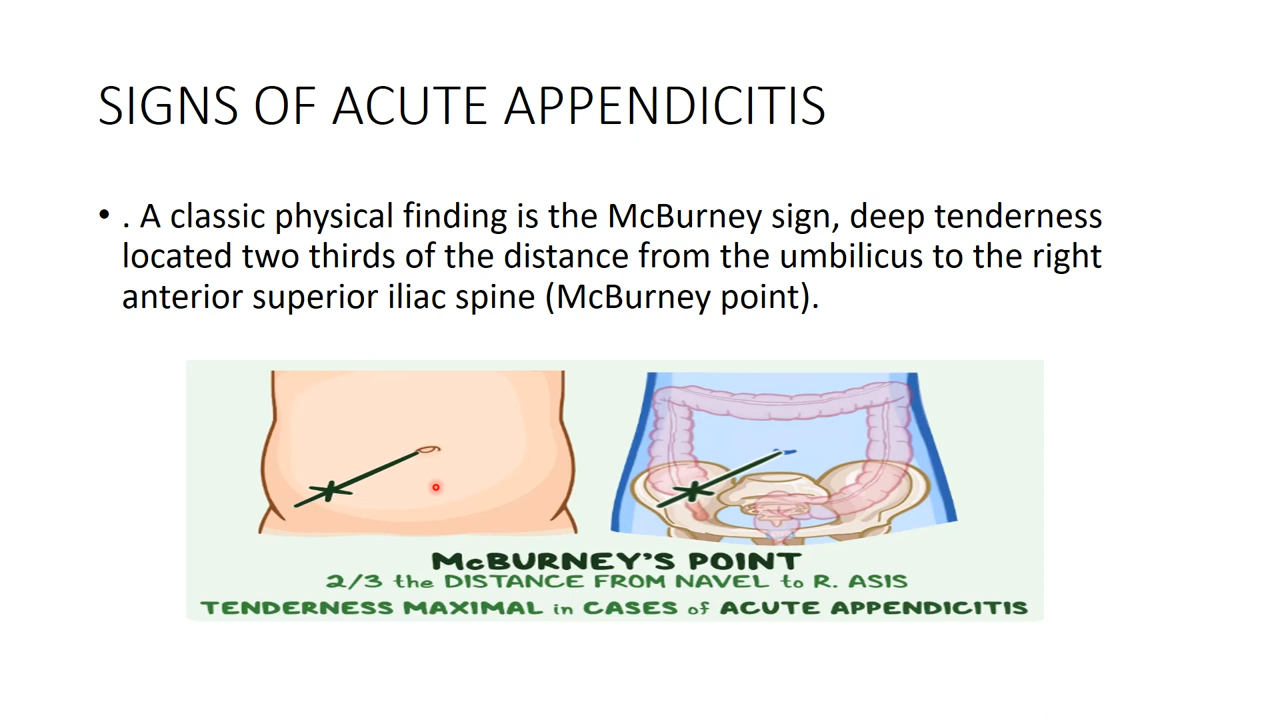 SIGNS OF ACUTE APPENDICITIS
• . A classic physical finding is the McBurney sign, deep tenderness
located two thirds of the distance from the umbilicus to the right
anterior superior iliac spine (McBurney point).
McBURNEY'S POINT
2/3 the DISTANCE FROM NAVEL to R. ASIS
TENDERNESS MAXIMAL in CASES of ACUTE APPENDICITIS